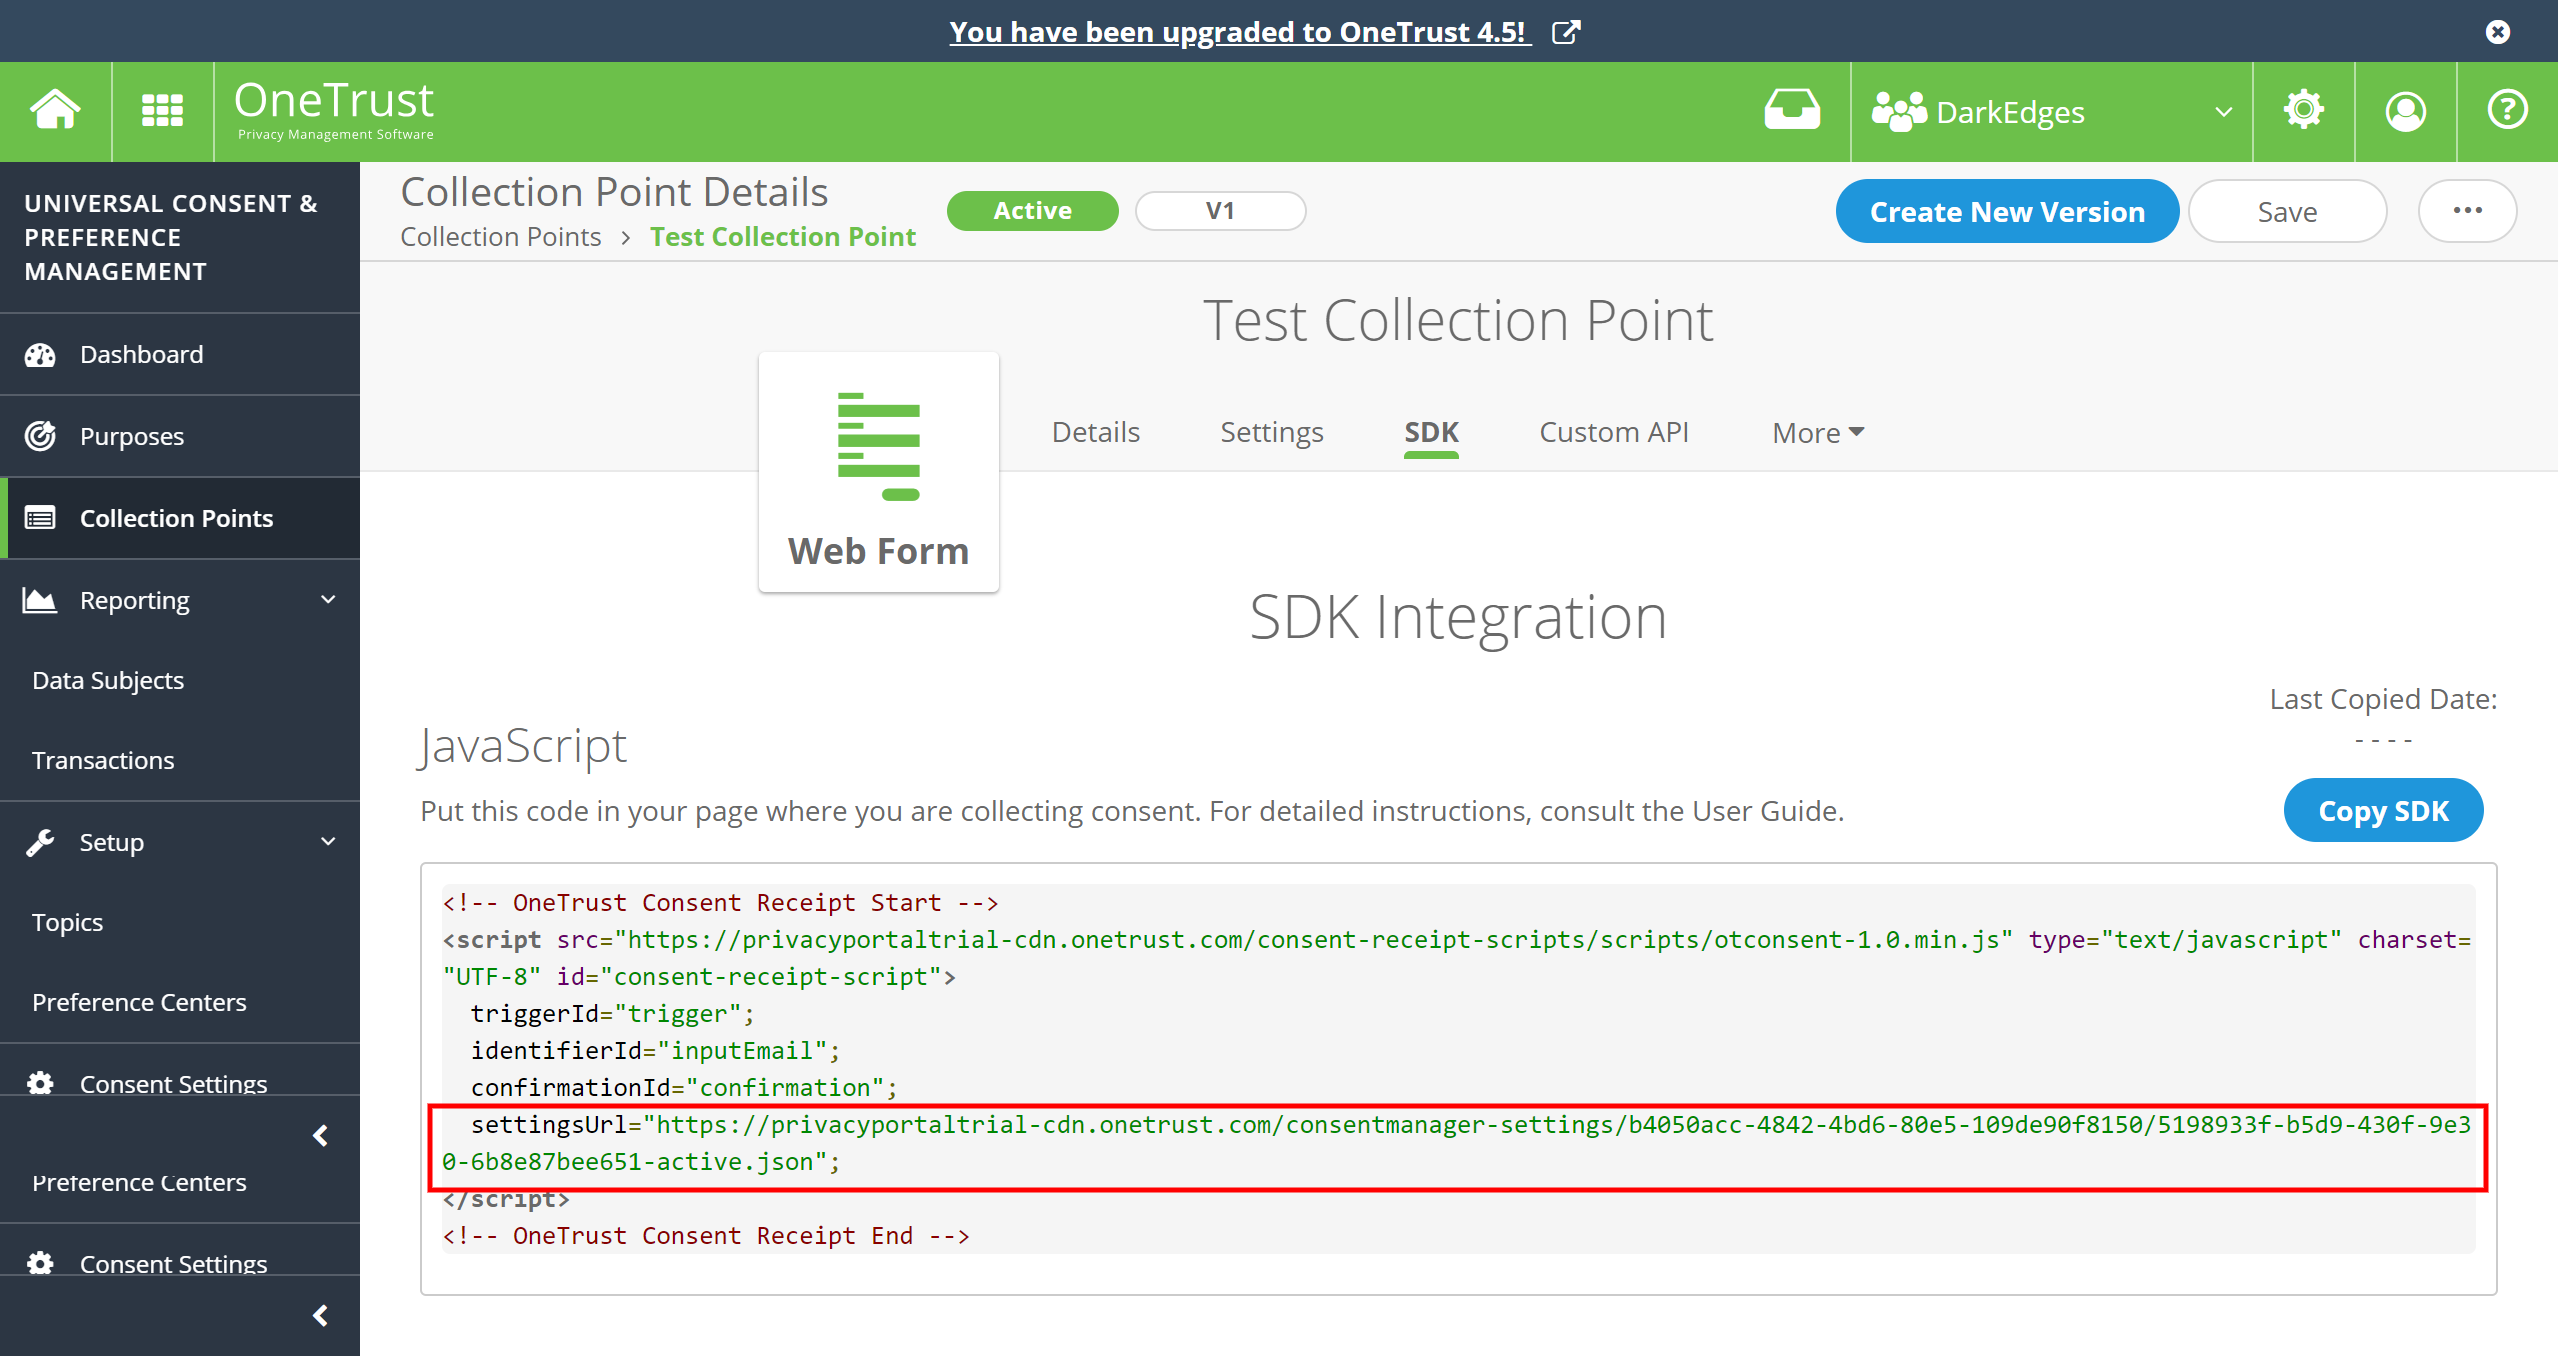 You have been upgraded to OneTrust 4.5!
OneTrust
Privacy Management Software
DarkEdges
UNIVERSAL CONSENT &
PREFERENCE
MANAGEMENT
Dashboard
Purposes
Collection Points
Reporting
Data Subjects
Transactions
Setup
Topics
Preference Centers
Consent Settings
Preference Centers
Consent Settings
Collection Point Details
Active
V1
Collection Points > Test Collection Point
Create New Version
Save
...
Test Collection Point
Web Form
Details
Settings
SDK
Custom API
More
SDK Integration
Last Copied Date:
- - - -
JavaScript
Put this code in your page where you are collecting consent. For detailed instructions, consult the User Guide.
Copy SDK
<!-- OneTrust Consent Receipt Start -->
<script src="https://privacyportaltrial-cdn.onetrust.com/consent-receipt-scripts/scripts/otconsent-1.0.min.js" type="text/javascript" charset=
"UTF-8" id="consent-receipt-script">
triggerId="trigger";
identifierId="inputEmail";
confirmationId="confirmation";
settingsUrl="https://privacyportaltrial-cdn.onetrust.com/consentmanager-settings/b4050acc-4842-4bd6-80e5-109de90f8150/5198933f-b5d9-430f-9e3
0-6b8e87bee651-active.json";
</script>
<!-- OneTrust Consent Receipt End -->